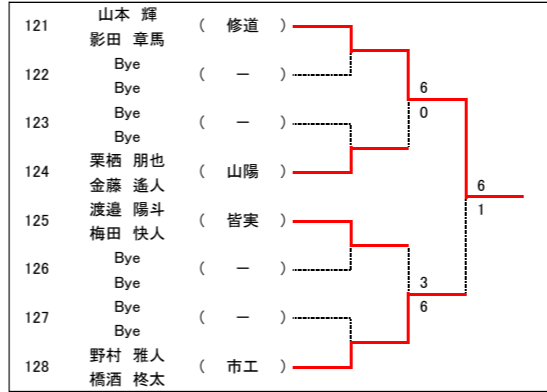 121 山本 輝 ( 修道 )
影田 章馬
122 Bye ( ー )
Bye
123 Bye ( ー )
Bye
124 栗栖 朋也 ( 山陽 )
金藤 遙人
125 渡邉 陽斗 ( 皆実 )
梅田 快人
126 Bye ( ー )
Bye
127 Bye ( ー )
Bye
128 野村 雅人 ( 市工 )
橋酒 柊太
6
0
6
1
3
6